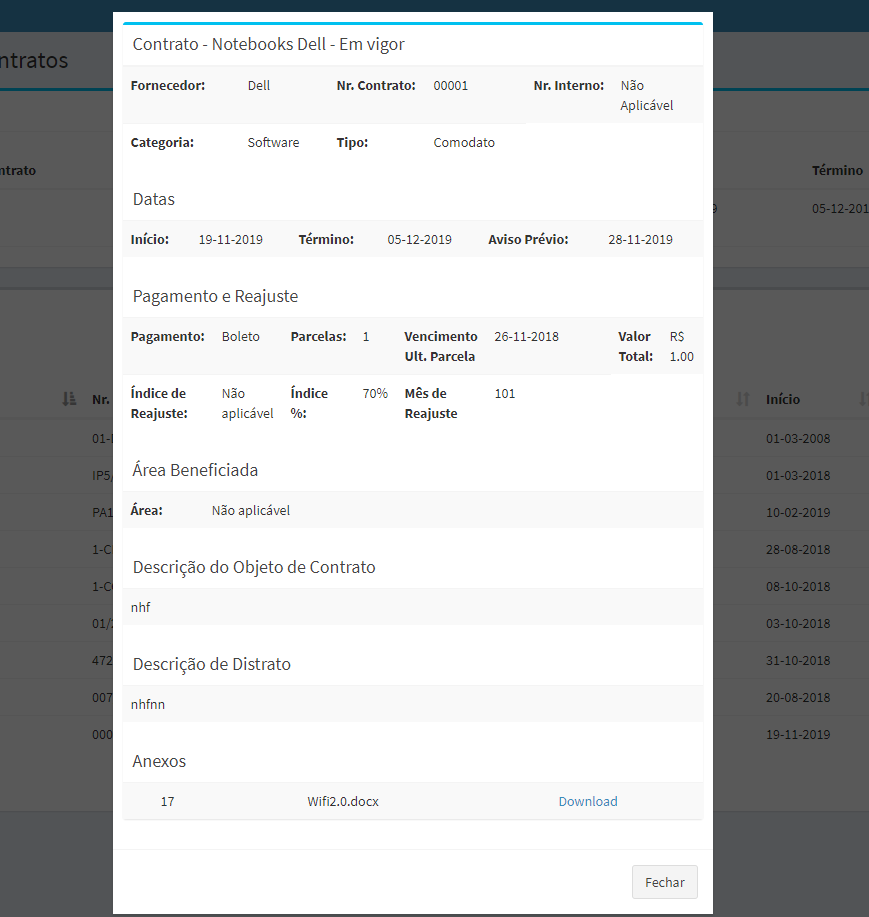 ntratos
Contrato - Notebooks Dell - Em vigor
Fornecedor: Dell Nr. Contrato: 00001 Nr. Interno: Não
Aplicável
Categoria: Software Tipo: Comodato
ntrato Término
Datas
9 05-12-201
Início: 19-11-2019 Término: 05-12-2019 Aviso Prévio: 28-11-2019
Pagamento e Reajuste
Pagamento: Boleto Parcelas: 1 Vencimento 26-11-2018 Valor R$
Ult. Parcela Total: 1.00
Índice de Não Índice 70% Mês de 101
Reajuste: aplicável %: Reajuste
Nr. Início
01- 01-03-2008
Área Beneficiada
IP5/ 01-03-2018
Área: Não aplicável
PA1 10-02-2019
1-C 28-08-2018
Descrição do Objeto de Contrato
1-C 08-10-2018
nhf
01/ 03-10-2018
472 31-10-2018
Descrição de Distrato
007 20-08-2018
nhfnn
000 19-11-2019
Anexos
17 Wifi2.0.docx Download
Fechar